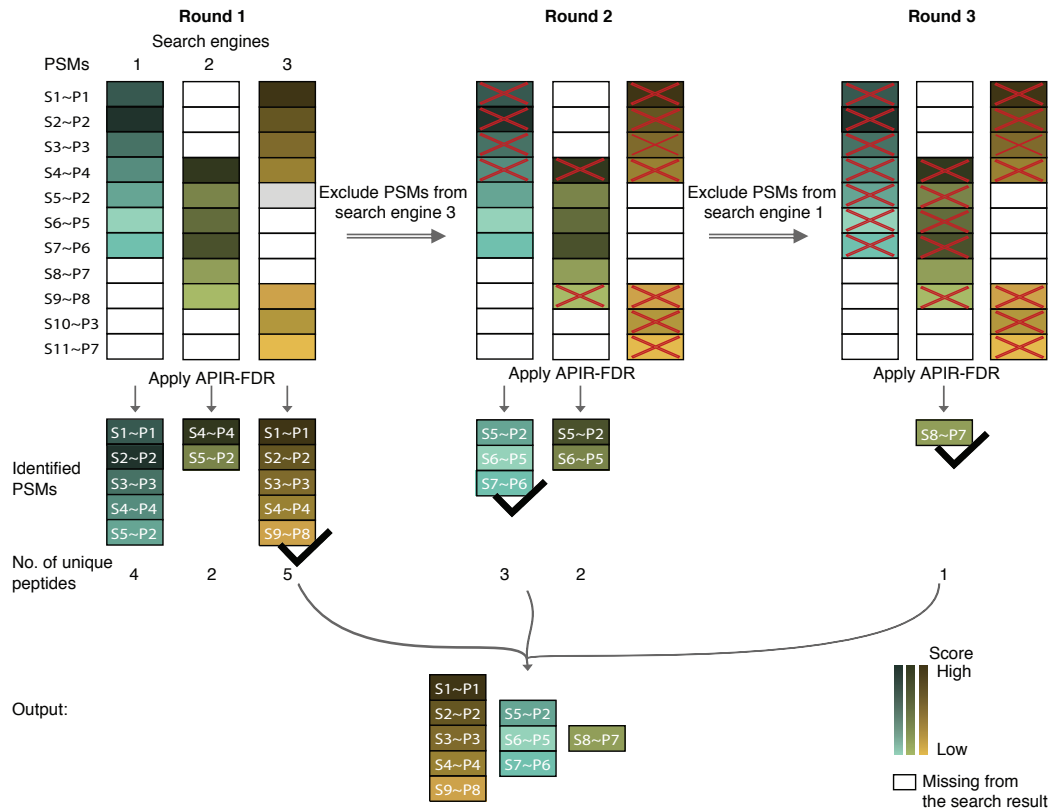 Round 1
Round 2
Round 3
Search engines
PSMs
1
2
3
S1~P1
S2~P2
S3~P3
S4~P4
S5~P2
S6~P5
S7~P6
S8~P7
S9~P8
S10~P3
S11~P7
Exclude PSMs from
search engine 3
Exclude PSMs from
search engine 1
Apply APIR-FDR
Apply APIR-FDR
Apply APIR-FDR
Identified
PSMs
S1~P1
S2~P2
S3~P3
S4~P4
S5~P2
S4~P4
S5~P2
S1~P1
S2~P2
S3~P3
S4~P4
S9~P8
S5~P2
S6~P5
S7~P6
S5~P2
S6~P5
S8~P7
No. of unique
peptides
4
2
5
3
2
1
Output:
S1~P1
S2~P2
S3~P3
S4~P4
S9~P8
S5~P2
S6~P5
S7~P6
S8~P7
Score
High
Low
Missing from
the search result